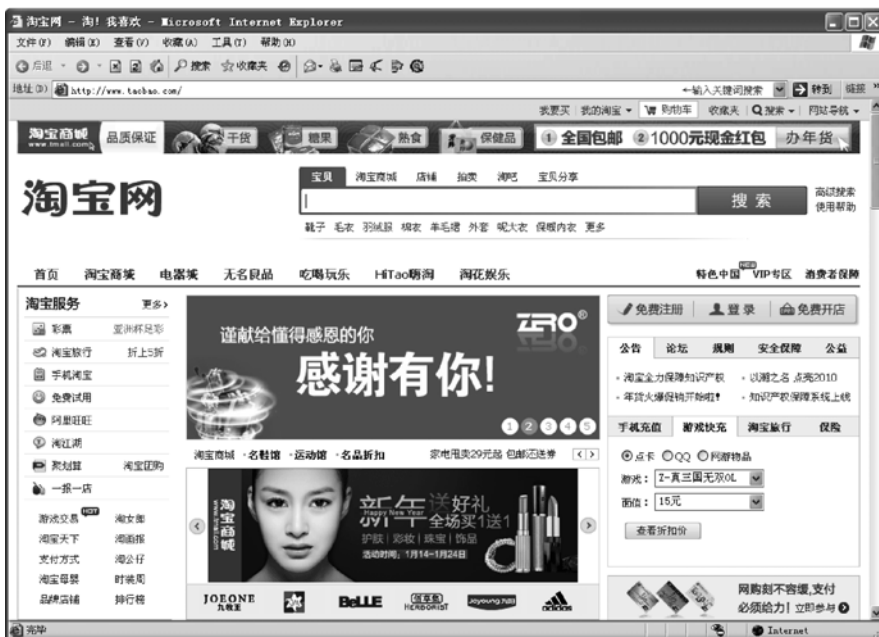 淘宝网 - 淘! 我喜欢 - Microsoft Internet Explorer
文件(F) 编辑(E) 查看(V) 收藏(A) 工具(T) 帮助(H)
后退 搜索 收藏夹
地址(D) http://www.taobao.com/ ←输入关键词搜索 转到 链接
我要买 我的淘宝 购物车 收藏夹 搜索 网站导航
淘宝商城 www.tmall.com 品质保证 干货 糖果 熟食 保健品 ① 全国包邮 ② 1000元现金红包 办年货
宝贝 淘宝商城 店铺 拍卖 淘吧 宝贝分享
淘宝网 搜索 高级搜索 使用帮助
靴子 毛衣 羽绒服 棉衣 羊毛裙 外套 呢大衣 保暖内衣 更多
首页 淘宝商城 电器城 无名良品 吃喝玩乐 HiTao嗨淘 淘花娱乐 特色中国 NEW VIP专区 消费者保障
淘宝服务 更多>
彩票 亚洲杯足彩
淘宝旅行 折上5折
手机淘宝
免费试用
阿里旺旺
淘江湖
聚划算 淘宝团购
一报一店
游戏交易 HOT 淘女郎
淘宝天下 淘画报
支付方式 淘公仔
淘宝母婴 时装周
品牌店铺 排行榜
谨献给懂得感恩的你
ZERO®
感谢有你!
1 2 3 4 5
淘宝商城 ·名鞋馆 ·运动馆 ·名品折扣 家电甩卖29元起 包邮还送券 < >
淘宝商城 www.tmall.com
新年送好礼
Happy New Year 全场买1送1
护肤 | 彩妆 | 珠宝 | 饰品
活动时间：1月14—1月24日
JOEONE 九牧王 BeLLE 佰草集 HERBORIST Joyoung九阳 adidas
免费注册 登录 免费开店
公告 论坛 规则 安全保障 公益
· 淘宝全力保障知识产权 · 以潮之名 点亮2010
· 年货火爆促销开始啦! · 知识产权保障系统上线
手机充值 游戏快充 淘宝旅行 保险
点卡 QQ 网游物品
游戏： Z-真三国无双OL
面值： 15元
查看折扣价
网购刻不容缓,支付
必须给力! 立即参与
完毕 Internet